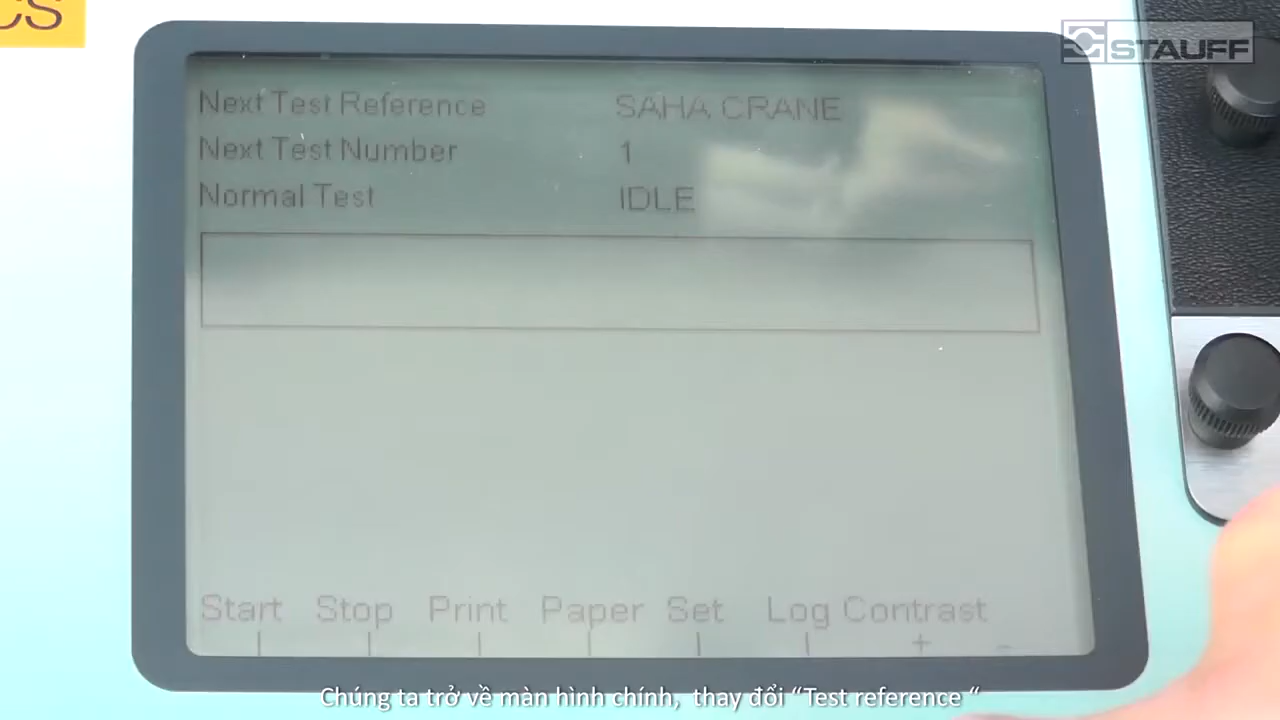 CS
STAUFF
Next Test Reference SAHA CRANE
Next Test Number 1
Normal Test IDLE
Start Stop Print Paper Set Log Contrast
+ -
Chúng ta trở về màn hình chính, thay đổi “Test reference “